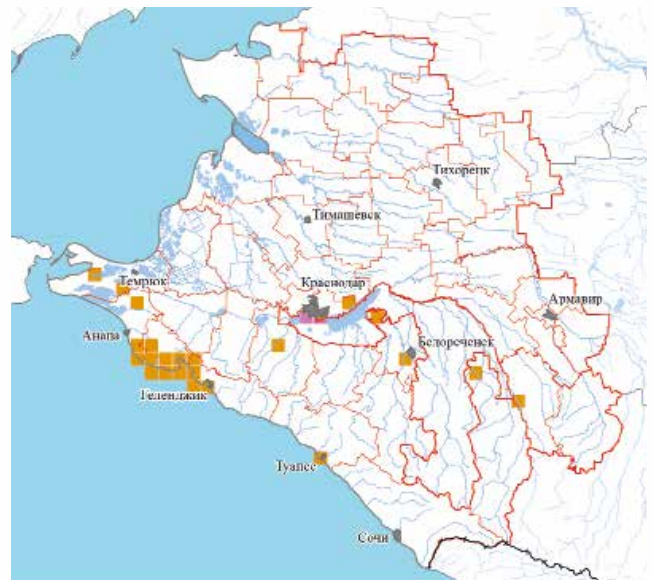 Тихорецк
Тимашевск
Темрюк
Краснодар
Армавир
Анапа
Белореченск
Геленджик
Туапсе
Сочи